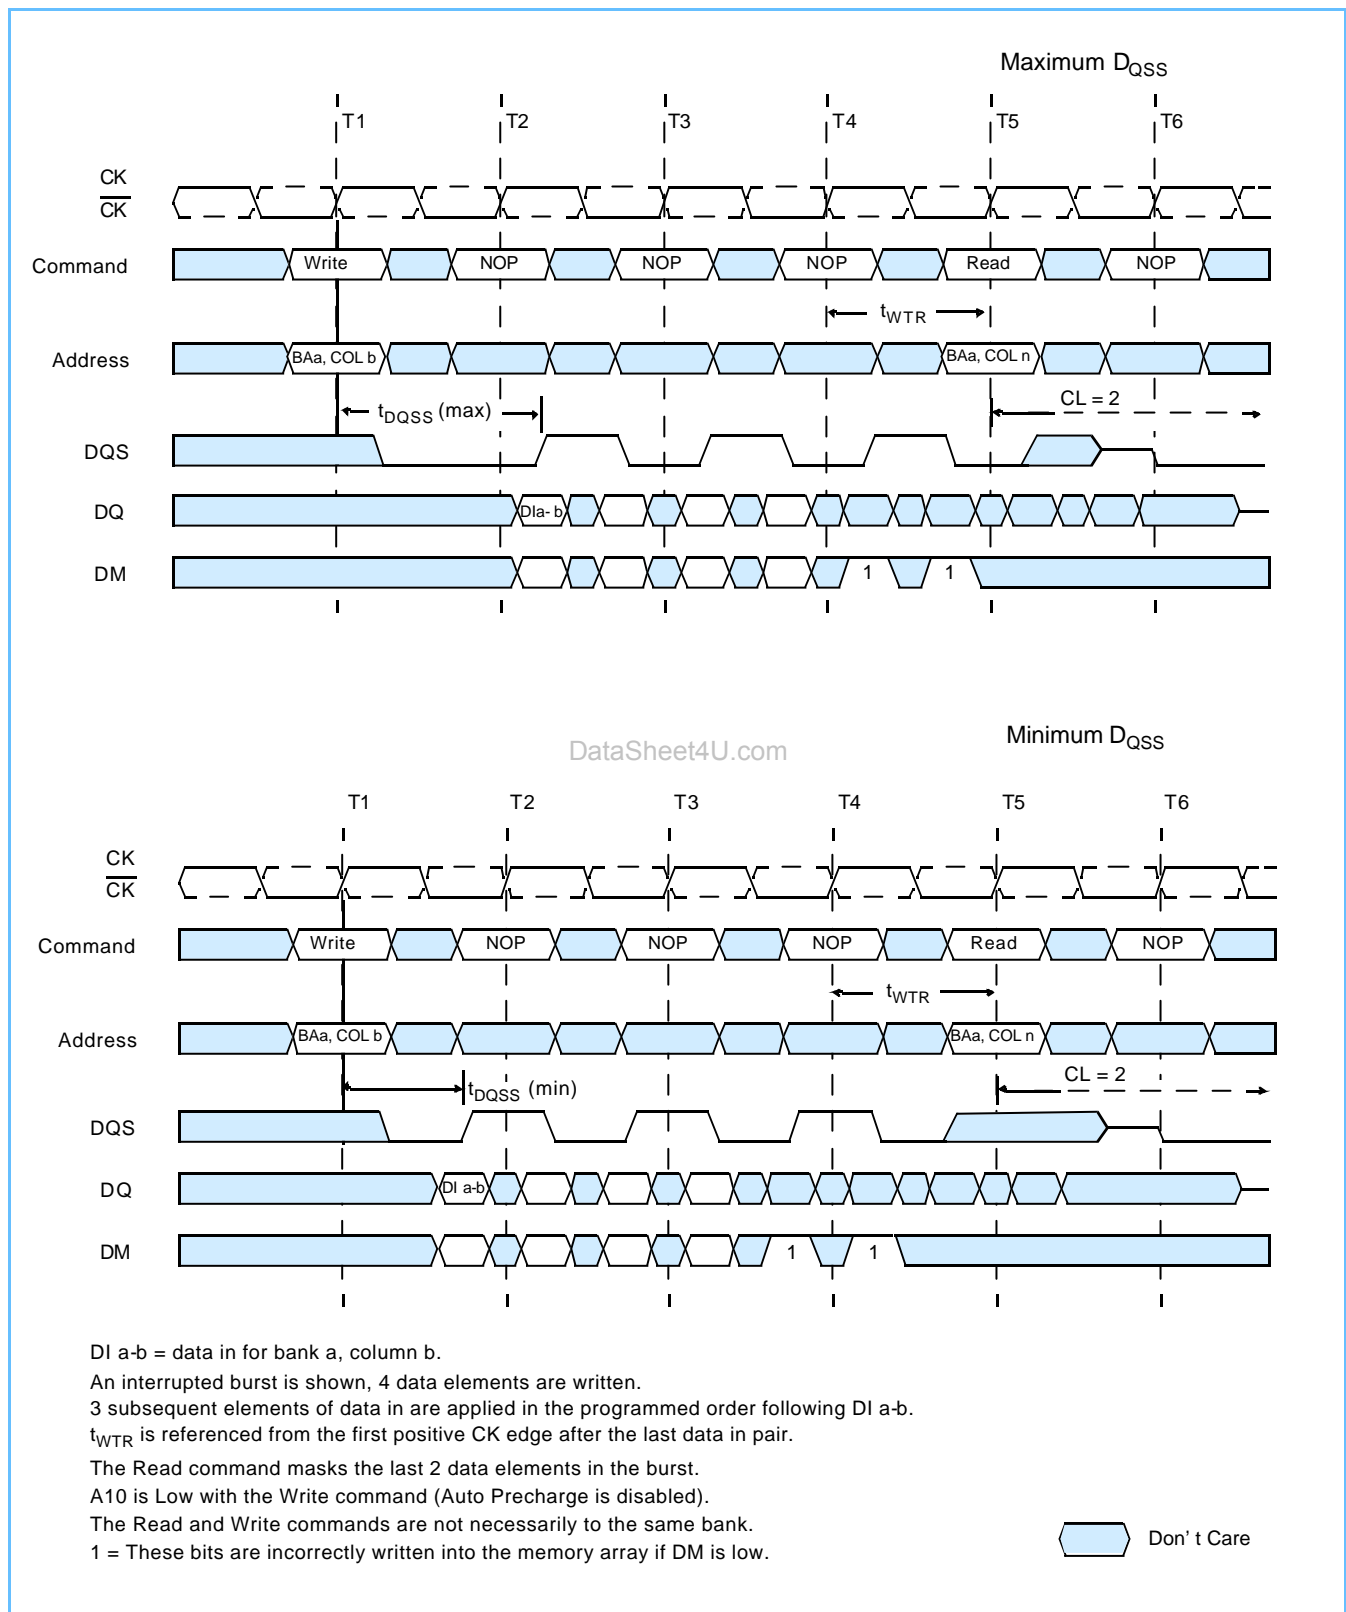 Maximum DQSS
T1 T2 T3 T4 T5 T6
CK
CK
Command Write NOP NOP NOP Read NOP
tWTR
Address BAa, COL b BAa, COL n
tDQSS (max) CL = 2
DQS
DQ DIa- b
DM 1 1
DataSheet4U.com
Minimum DQSS
T1 T2 T3 T4 T5 T6
CK
CK
Command Write NOP NOP NOP Read NOP
tWTR
Address BAa, COL b BAa, COL n
tDQSS (min) CL = 2
DQS
DQ DI a-b
DM 1 1
DI a-b = data in for bank a, column b.
An interrupted burst is shown, 4 data elements are written.
3 subsequent elements of data in are applied in the programmed order following DI a-b.
tWTR is referenced from the first positive CK edge after the last data in pair.
The Read command masks the last 2 data elements in the burst.
A10 is Low with the Write command (Auto Precharge is disabled).
The Read and Write commands are not necessarily to the same bank.
1 = These bits are incorrectly written into the memory array if DM is low.
Don' t Care